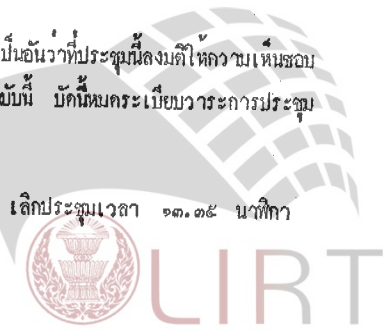 ป็นอันว่าที่ประชุมนี้ลงมติให้ความเห็นชอบ
บับนี้ บัดนี้หมดระเบียบวาระการประชุม
เลิกประชุมเวลา ๑๓.๓๕ นาฬิกา
LIRT